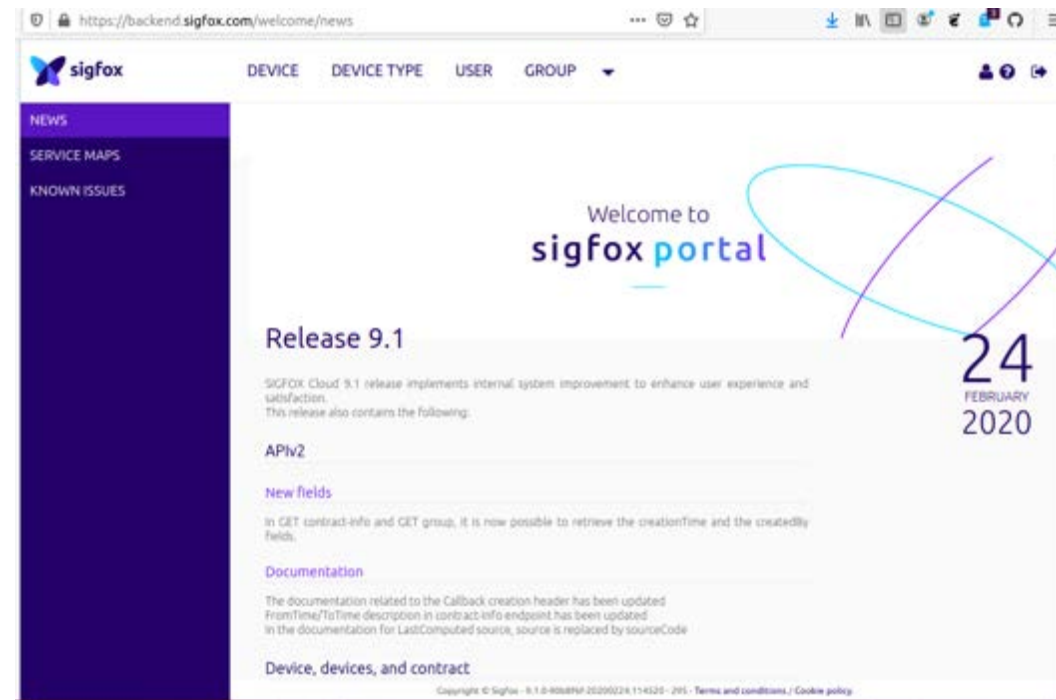 https://backend.sigfox.com/welcome/news
sigfox
DEVICE DEVICE TYPE USER GROUP
NEWS
SERVICE MAPS
KNOWN ISSUES
Welcome to
sigfox portal
Release 9.1
24
FEBRUARY
2020
SIGFOX Cloud 9.1 release implements internal system improvement to enhance user experience and
satisfaction.
This release also contains the following:
APIv2
New fields
In GET contract-info and GET group, it is now possible to retrieve the creationTime and the createdBy
fields.
Documentation
The documentation related to the Callback creation header has been updated
FromTime/ToTime description in contract-info endpoint has been updated
In the documentation for LastComputed source, source is replaced by sourceCode
Device, devices, and contract
Copyright © Sigfox - - Terms and conditions / Cookie policy.